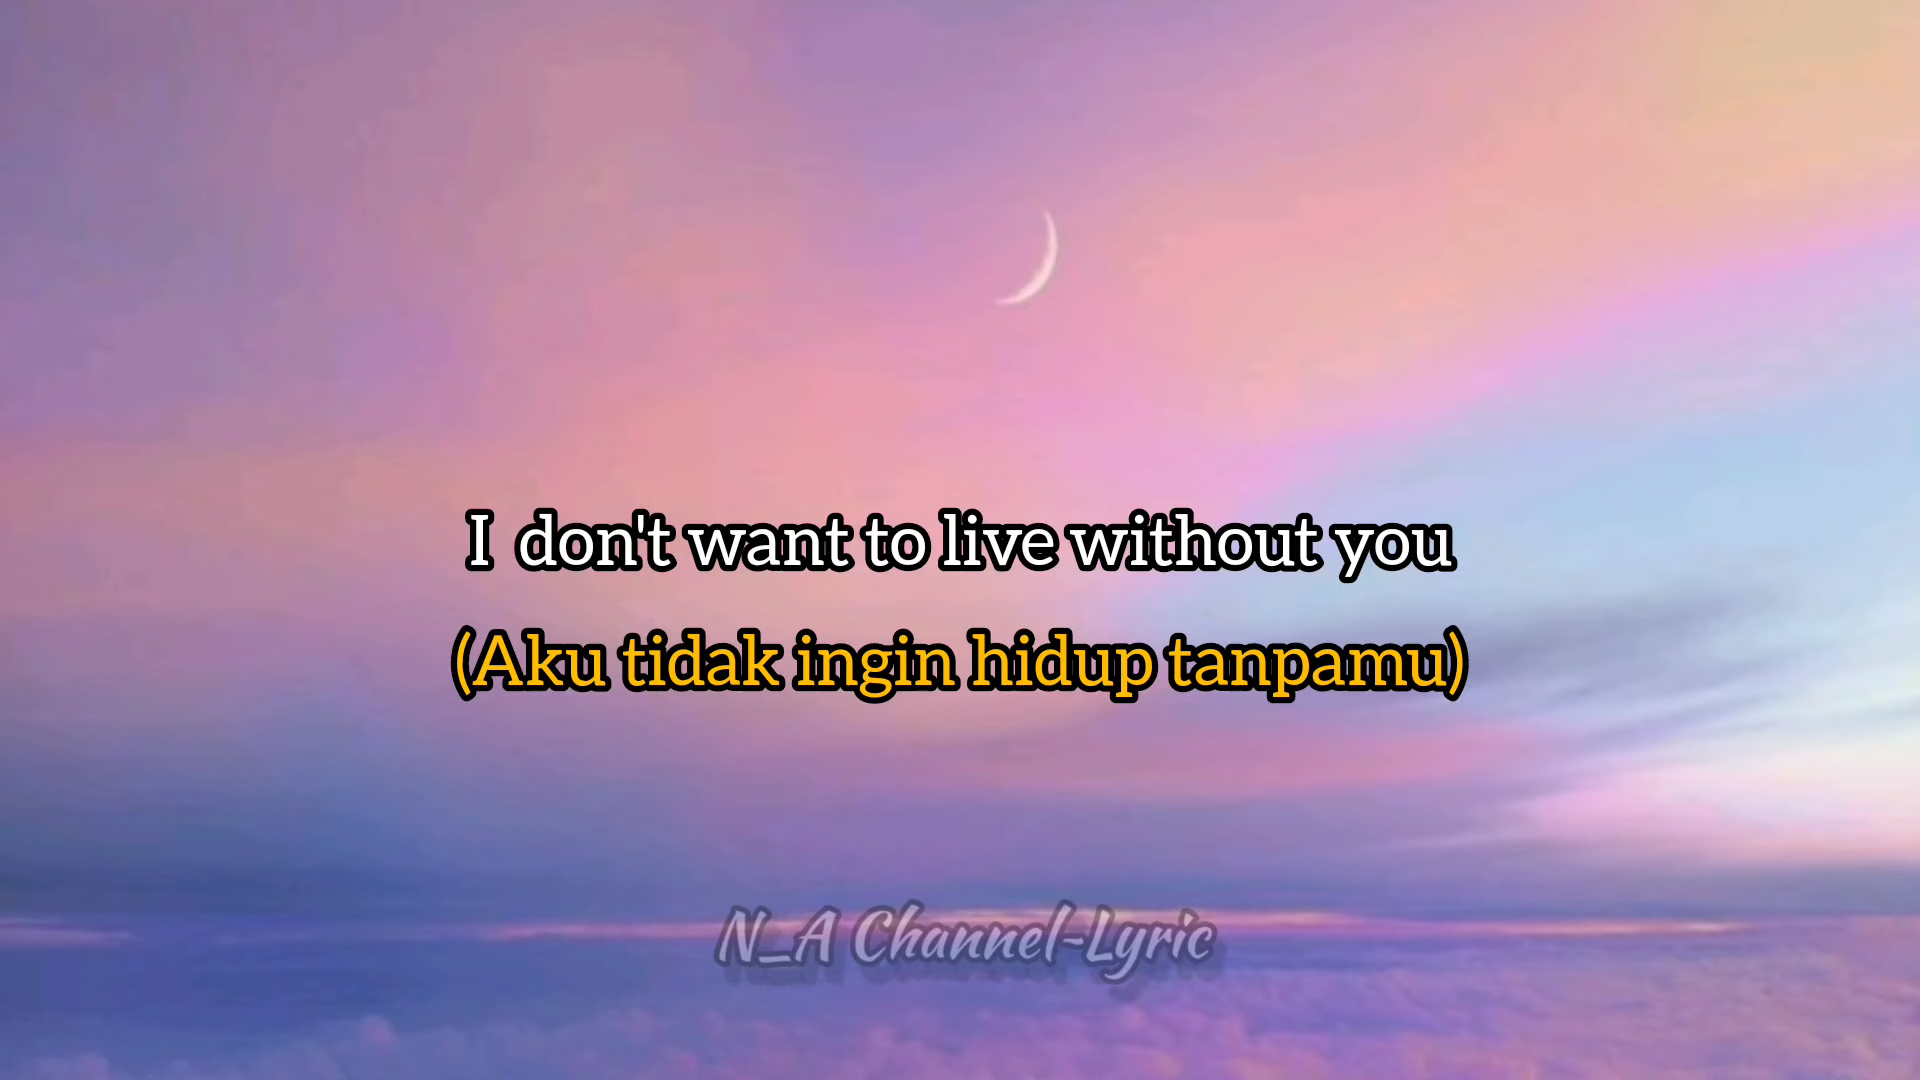 I don't want to live without you
(Aku tidak ingin hidup tanpamu)
N_A Channel-Lyric